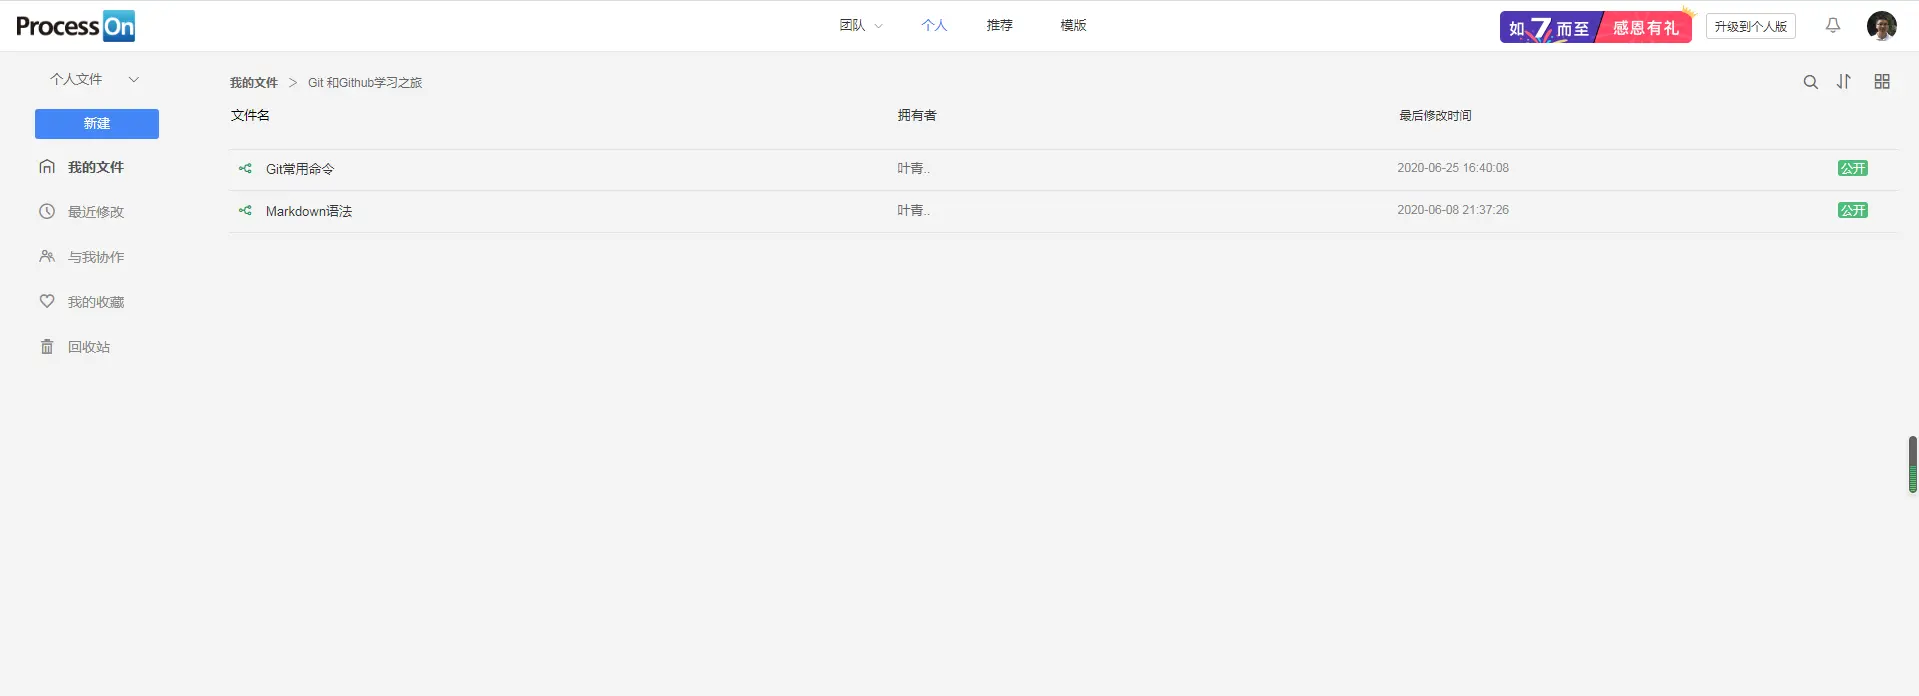 ProcessOn
团队
个人
推荐
模版
如7而至 感恩有礼
升级到个人版
个人文件
新建
我的文件
最近修改
与我协作
我的收藏
回收站
我的文件 > Git 和Github学习之旅
文件名 拥有者 最后修改时间
Git常用命令 叶青.. 2020-06-25 16:40:08 公开
Markdown语法 叶青.. 2020-06-08 21:37:26 公开